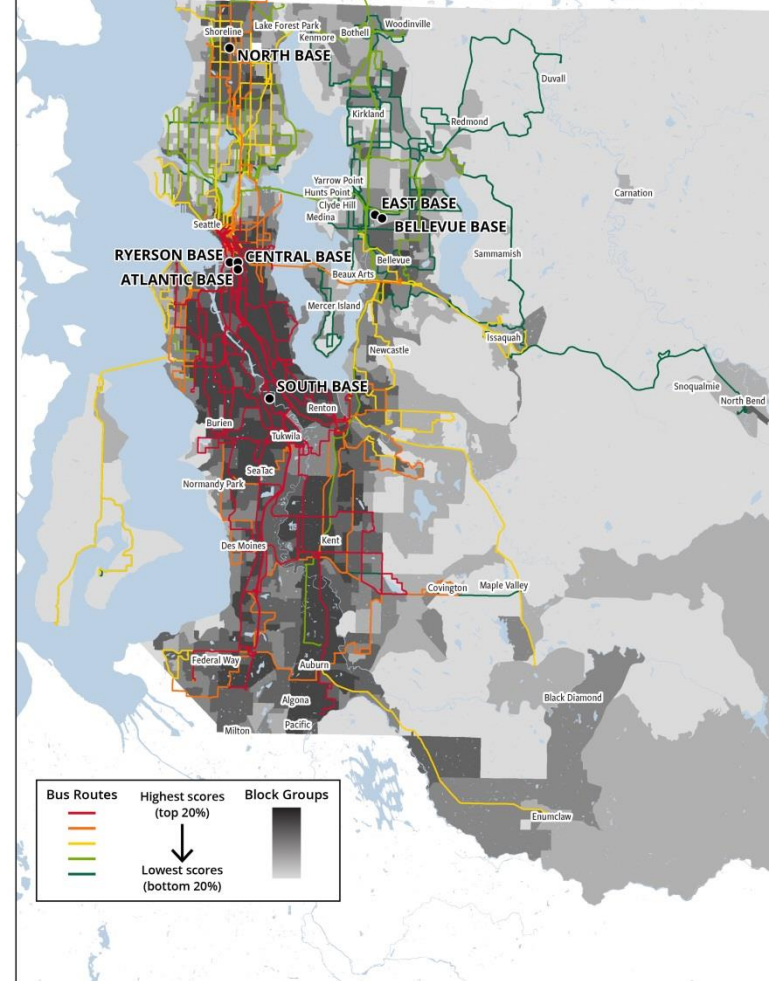 Lake Forest Park
Woodinville
Shoreline
Kenmore
Bothell
NORTH BASE
Duvall
Kirkland
Redmond
Yarrow Point
Hunts Point
Carnation
Clyde Hill
EAST BASE
Medina
BELLEVUE BASE
Seattle
RYERSON BASE
CENTRAL BASE
Bellevue
Sammamish
ATLANTIC BASE
Beaux Arts
Mercer Island
Issaquah
Newcastle
SOUTH BASE
Snoqualmie
North Bend
Renton
Burien
Tukwila
SeaTac
Normandy Park
Kent
Des Moines
Covington
Maple Valley
Federal Way
Auburn
Black Diamond
Algona
Pacific
Milton
Enumclaw
Bus Routes
Highest scores
(top 20%)
Lowest scores
(bottom 20%)
Block Groups